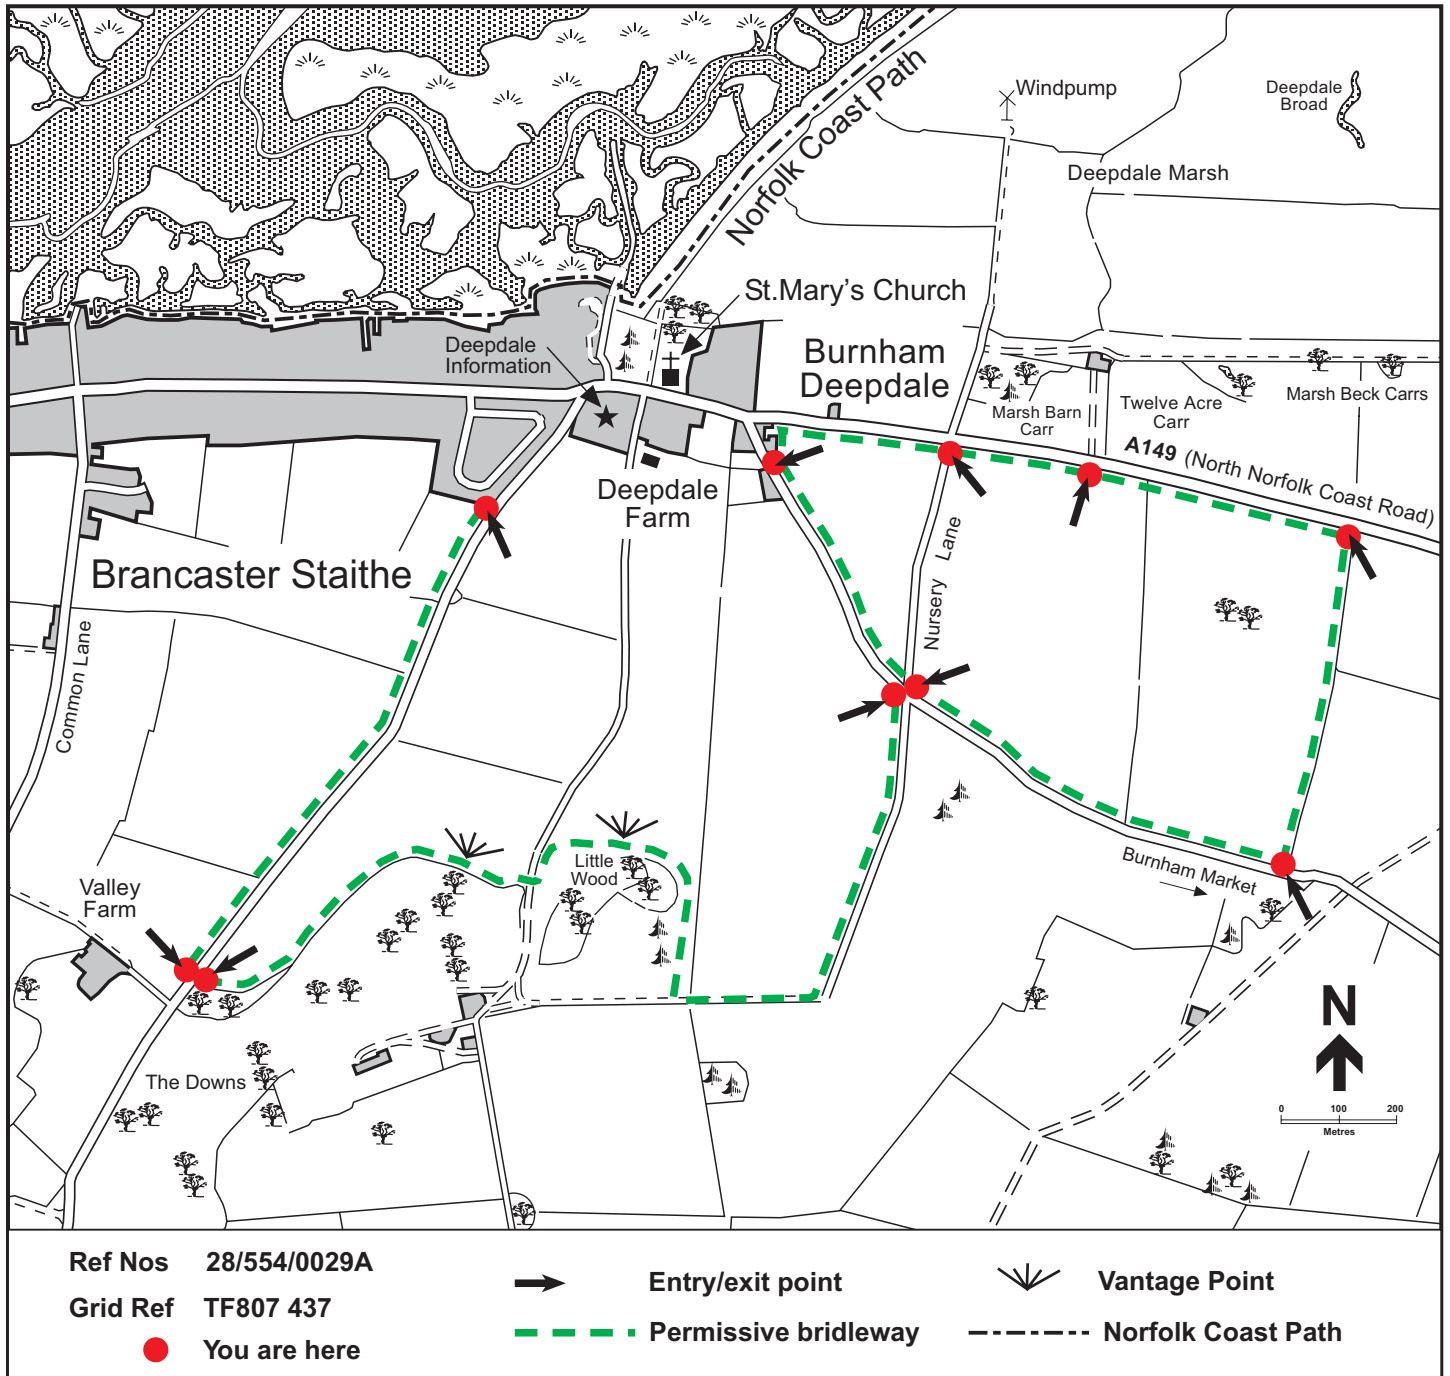 Norfolk Coast Path
Windpump
Deepdale
Broad
Deepdale Marsh
St.Mary's Church
Deepdale
Information
Burnham
Deepdale
Marsh Barn
Carr
Twelve Acre
Carr
Marsh Beck Carrs
A149 (North Norfolk Coast Road)
Deepdale
Farm
Brancaster Staithe
Nursery Lane
Common Lane
Little
Wood
Burnham Market
Valley
Farm
The Downs
N
0 100 200
Metres
Ref Nos 28/554/0029A
Grid Ref TF807 437
You are here
Entry/exit point
Permissive bridleway
Vantage Point
Norfolk Coast Path